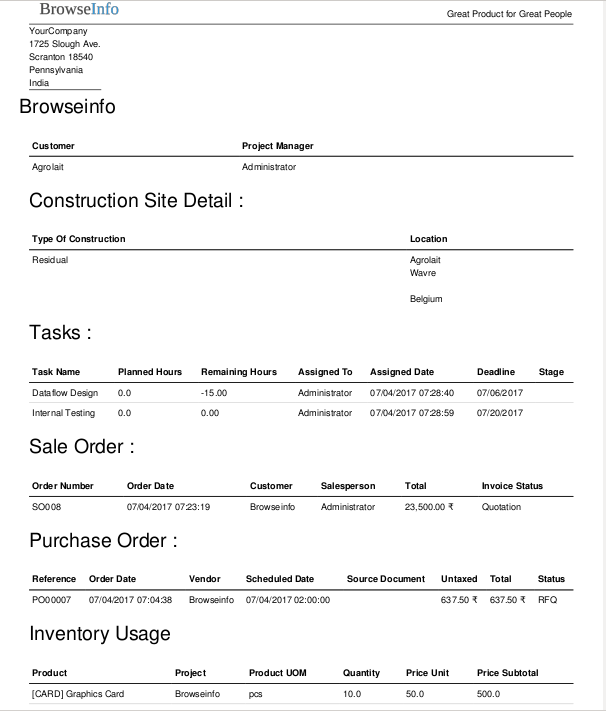 BrowseInfo
Great Product for Great People
YourCompany
1725 Slough Ave.
Scranton 18540
Pennsylvania
India
Browseinfo
Customer Project Manager
Agrolait Administrator
Construction Site Detail :
Type Of Construction Location
Residual Agrolait
Wavre
Belgium
Tasks :
Task Name Planned Hours Remaining Hours Assigned To Assigned Date Deadline Stage
Dataflow Design 0.0 -15.00 Administrator 07/04/2017 07:28:40 07/06/2017
Internal Testing 0.0 0.00 Administrator 07/04/2017 07:28:59 07/20/2017
Sale Order :
Order Number Order Date Customer Salesperson Total Invoice Status
SO008 07/04/2017 07:23:19 Browseinfo Administrator 23,500.00 ₹ Quotation
Purchase Order :
Reference Order Date Vendor Scheduled Date Source Document Untaxed Total Status
PO00007 07/04/2017 07:04:38 Browseinfo 07/04/2017 02:00:00 637.50 ₹ 637.50 ₹ RFQ
Inventory Usage
Product Project Product UOM Quantity Price Unit Price Subtotal
[CARD] Graphics Card Browseinfo pcs 10.0 50.0 500.0